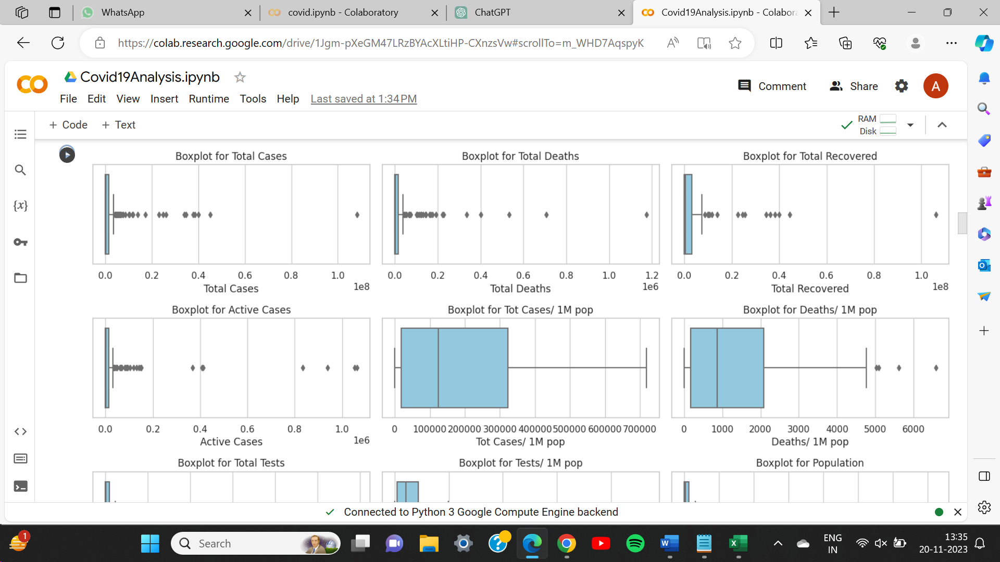 WhatsApp
covid.ipynb - Colaboratory
ChatGPT
Covid19Analysis.ipynb - Colabora
https://colab.research.google.com/drive/1Jgm-pXeGM47LRzBYAcXLtiHP-CXnzsVw#scrollTo=m_WHD7AqspyK
Covid19Analysis.ipynb
File Edit View Insert Runtime Tools Help Last saved at 1:34 PM
Comment
Share
A
+ Code + Text
RAM
Disk
{x}
Boxplot for Total Cases
0.0 0.2 0.4 0.6 0.8 1.0
1e8
Total Cases
Boxplot for Total Deaths
0.0 0.2 0.4 0.6 0.8 1.0 1.2
1e6
Total Deaths
Boxplot for Total Recovered
0.0 0.2 0.4 0.6 0.8 1.0
1e8
Total Recovered
Boxplot for Active Cases
0.0 0.2 0.4 0.6 0.8 1.0
1e6
Active Cases
Boxplot for Tot Cases/ 1M pop
0 100000 200000 300000 400000 500000 600000 700000
Tot Cases/ 1M pop
Boxplot for Deaths/ 1M pop
0 1000 2000 3000 4000 5000 6000
Deaths/ 1M pop
Boxplot for Total Tests
Boxplot for Tests/ 1M pop
Boxplot for Population
Connected to Python 3 Google Compute Engine backend
1
Search
ENG
IN
13:35
20-11-2023